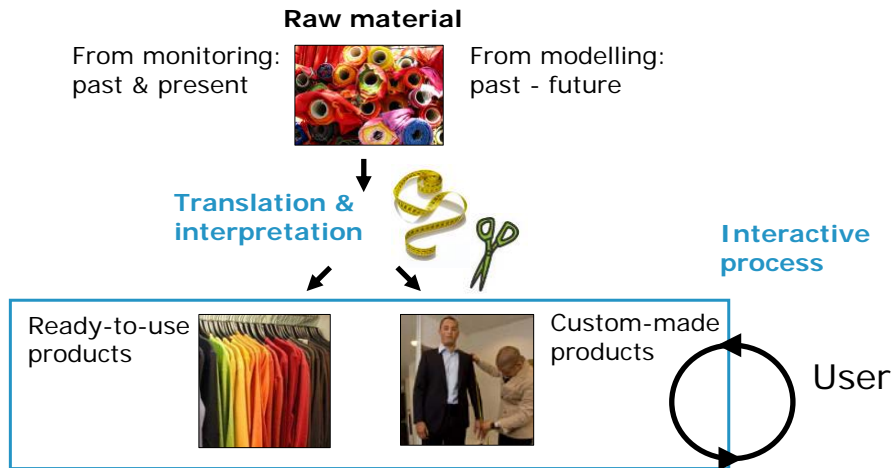 Raw material
From monitoring:
past & present
From modelling:
past - future
Translation &
interpretation
Interactive
process
Ready-to-use
products
Custom-made
products
User